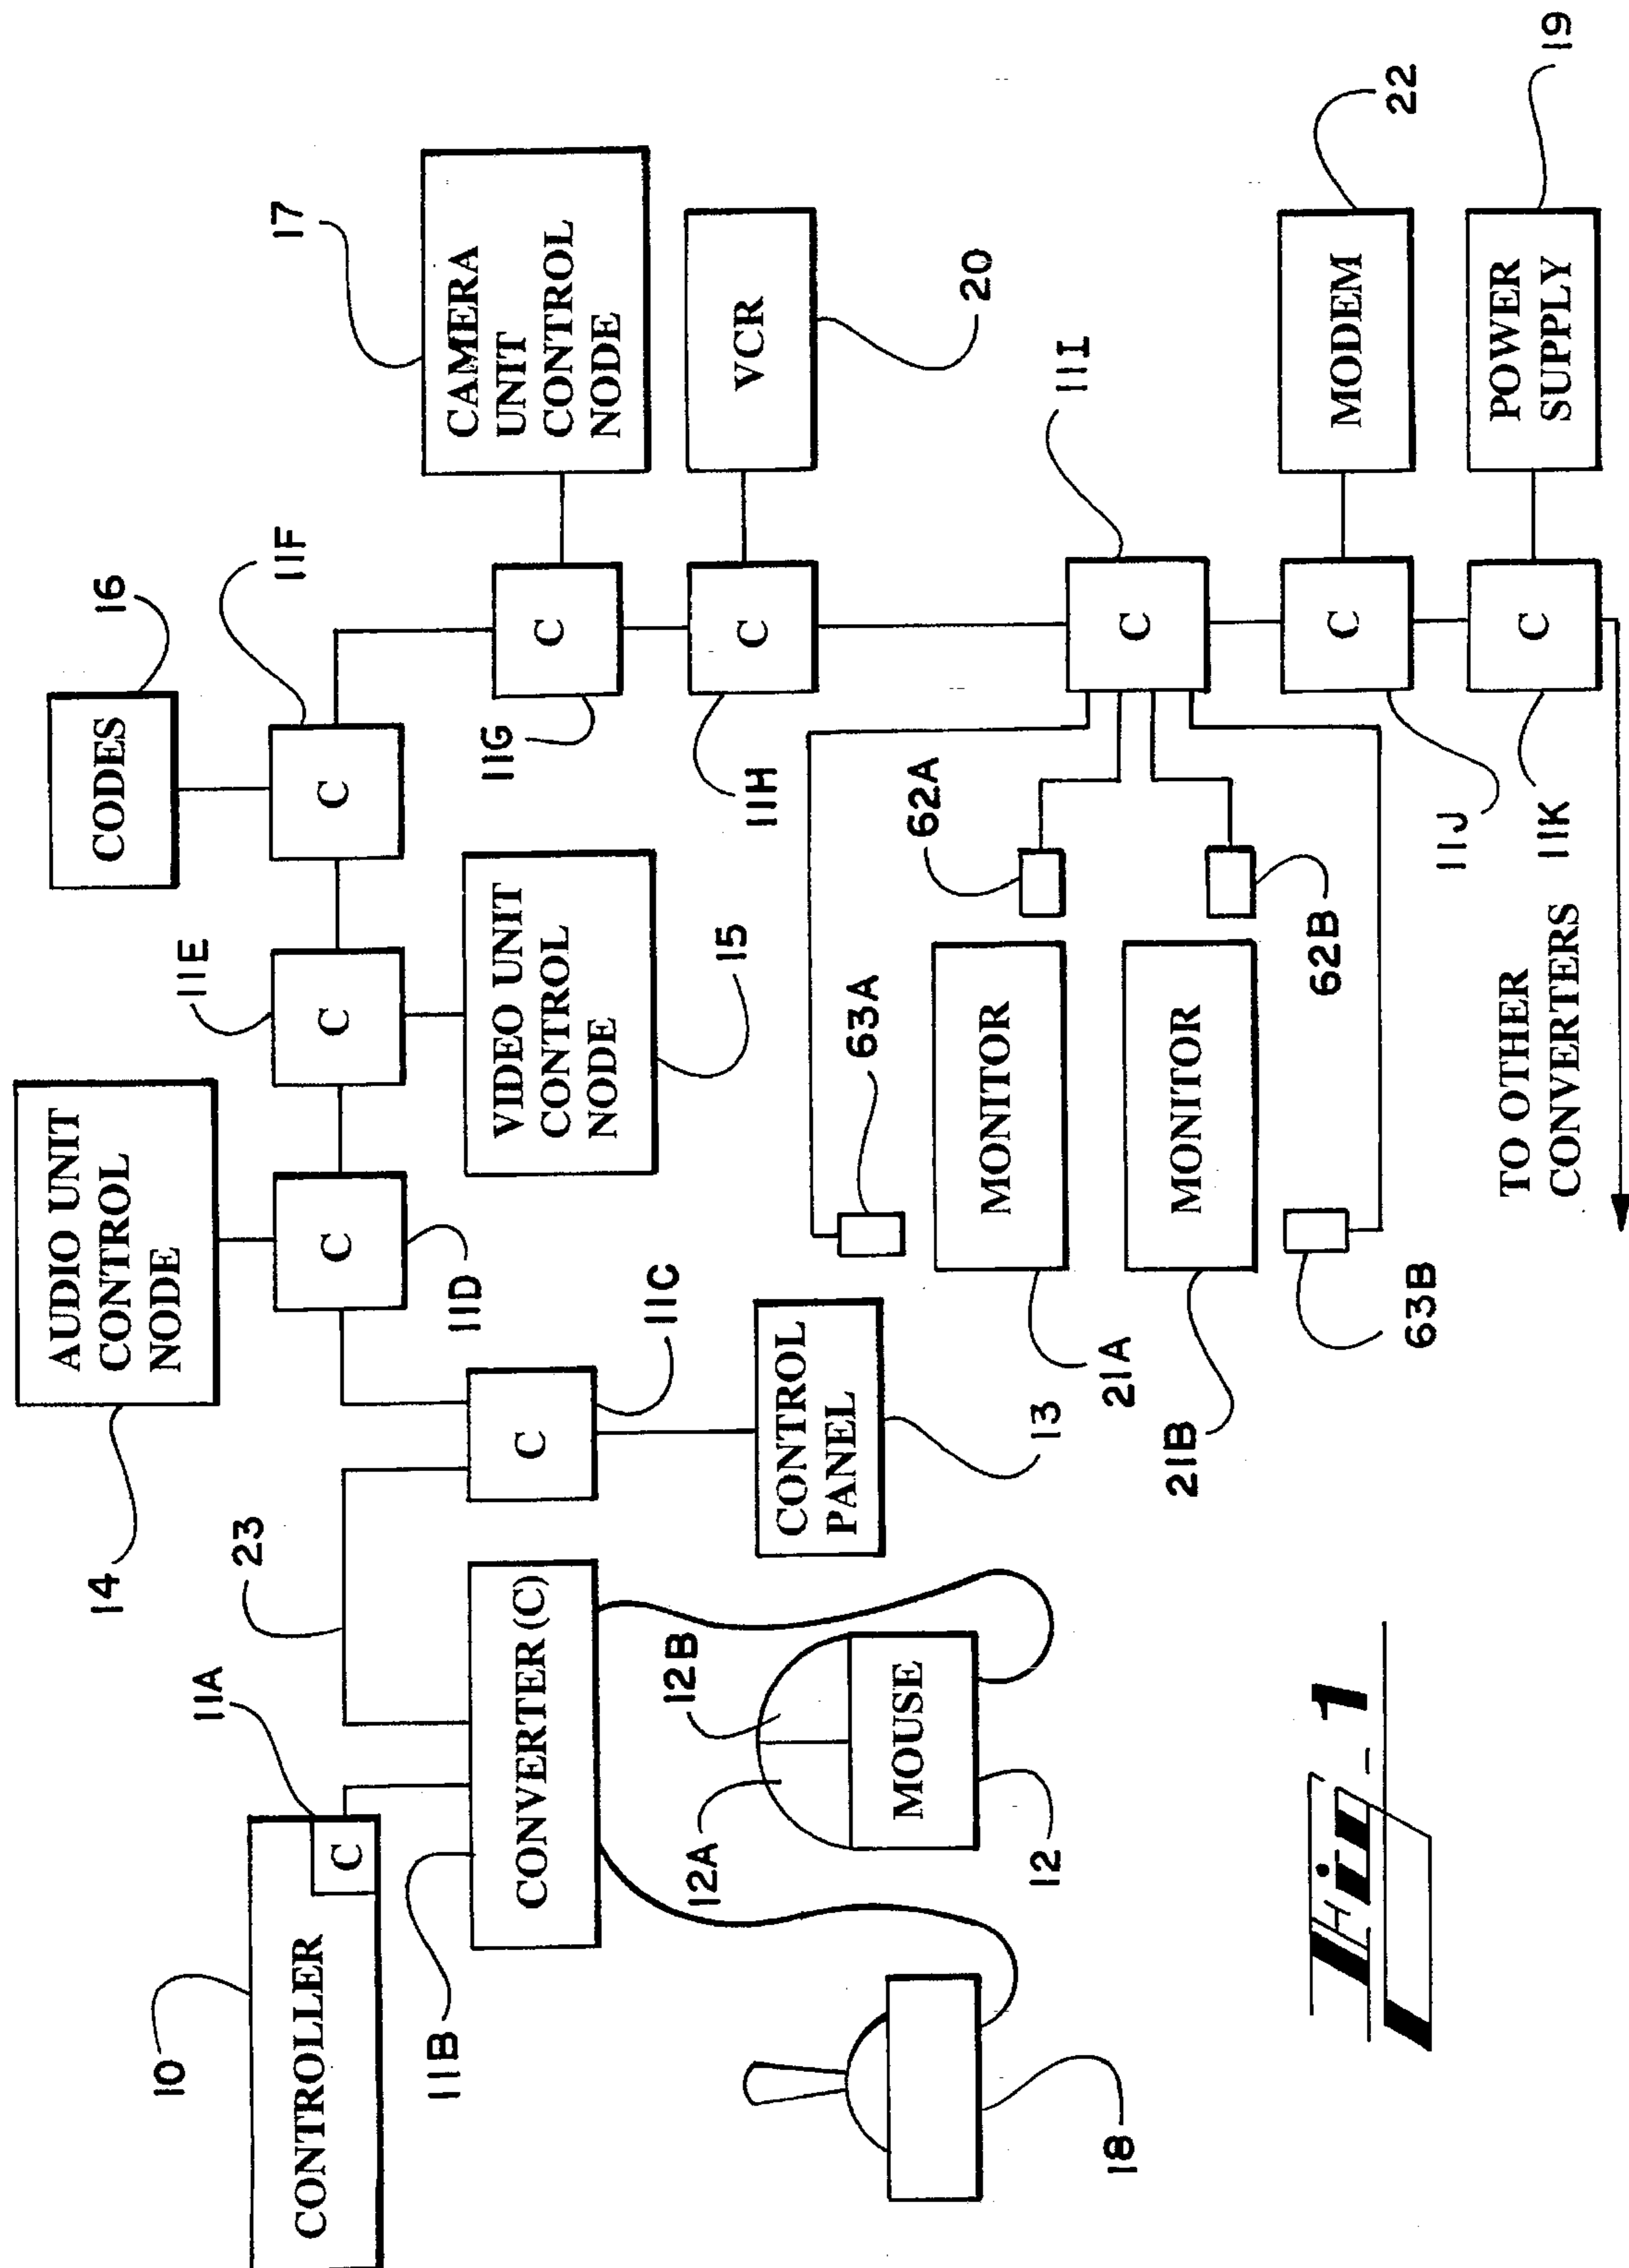 10
CONTROLLER
C
11A
11B
CONVERTER (C)
23
18
12A
12B
MOUSE
12
14
AUDIO UNIT
CONTROL
NODE
C
11C
CONTROL
PANEL
13
C
11D
11E
C
VIDEO UNIT
CONTROL
NODE
15
16
CODES
11F
C
17
CAMERA
UNIT
CONTROL
NODE
C
11G
VCR
20
C
11H
11I
C
62A
62B
63A
63B
MONITOR
21A
MONITOR
21B
MODEM
22
C
11J
POWER
SUPPLY
19
C
11K
TO OTHER
CONVERTERS
Fig-1